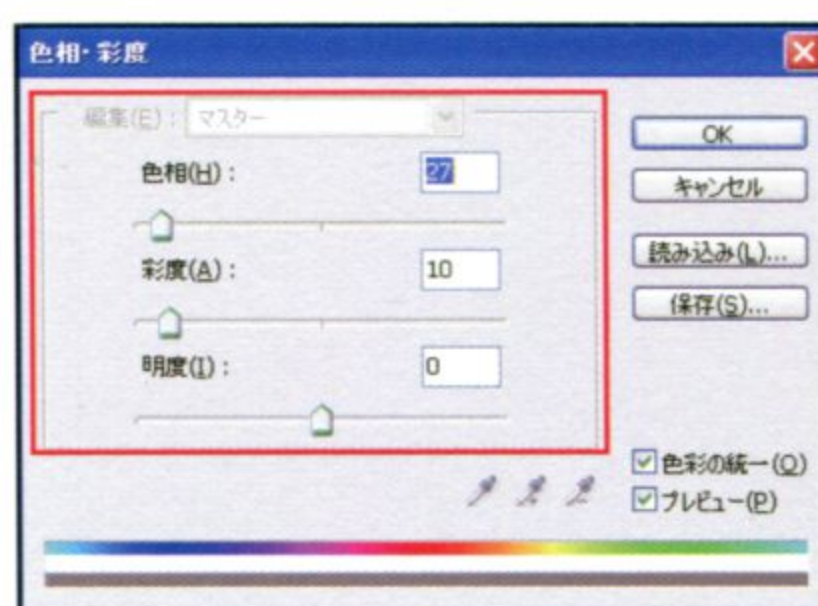 色相・彩度
編集(E): マスター
色相(H): 27
彩度(A): 10
明度(I): 0
OK
キャンセル
読み込み(L)...
保存(S)...
色彩の統一(O)
プレビュー(P)